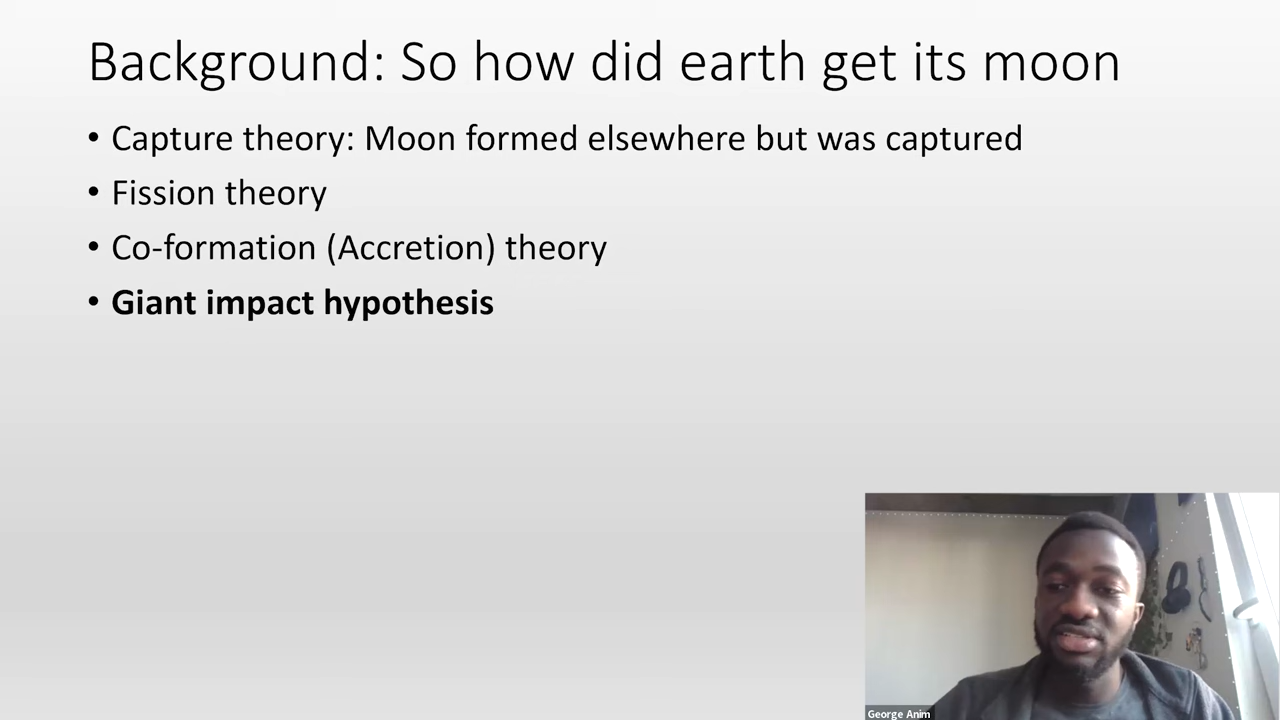 Background: So how did earth get its moon
• Capture theory: Moon formed elsewhere but was captured
• Fission theory
• Co-formation (Accretion) theory
• Giant impact hypothesis
George Anim